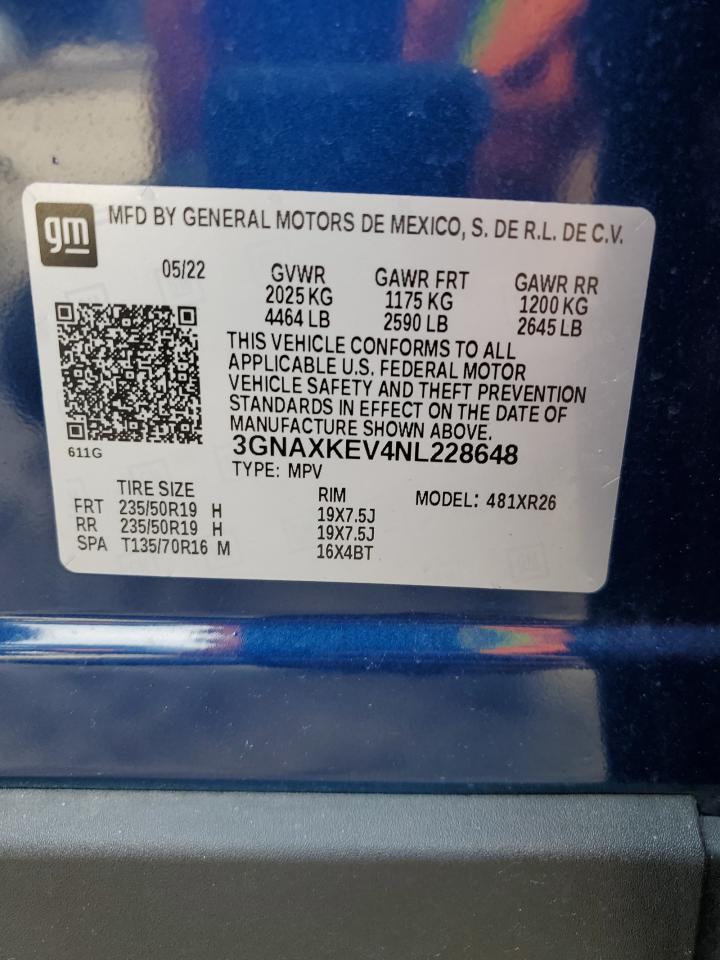 gm MFD BY GENERAL MOTORS DE MEXICO, S. DE R.L. DE C.V.
05/22 GVWR GAWR FRT GAWR RR
2025 KG 1175 KG 1200 KG
4464 LB 2590 LB 2645 LB
THIS VEHICLE CONFORMS TO ALL
APPLICABLE U.S. FEDERAL MOTOR
VEHICLE SAFETY AND THEFT PREVENTION
STANDARDS IN EFFECT ON THE DATE OF
MANUFACTURE SHOWN ABOVE.
611G
3GNAXKEV4NL228648
TYPE: MPV
TIRE SIZE RIM MODEL: 481XR26
FRT 235/50R19 H 19X7.5J
RR 235/50R19 H 19X7.5J
SPA T135/70R16 M 16X4BT